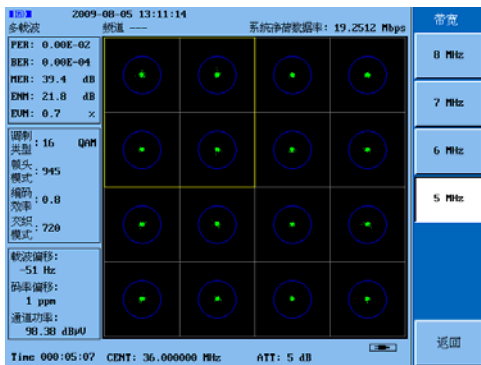 2009-08-05 13:11:14
多载波
频道 ---
系统净荷数据率: 19.2512 Mbps
PER: 0.00E-02
BER: 0.00E-04
MER: 39.4 dB
ENM: 21.8 dB
EVM: 0.7 %
调制类型: 16 QAM
帧头模式: 945
编码效率: 0.8
交织模式: 720
载波偏移:
-51 Hz
码率偏移:
1 ppm
通道功率:
98.38 dBμV
Time 000:05:07 CENT: 36.000000 MHz ATT: 5 dB
带宽
8 MHz
7 MHz
6 MHz
5 MHz
返回